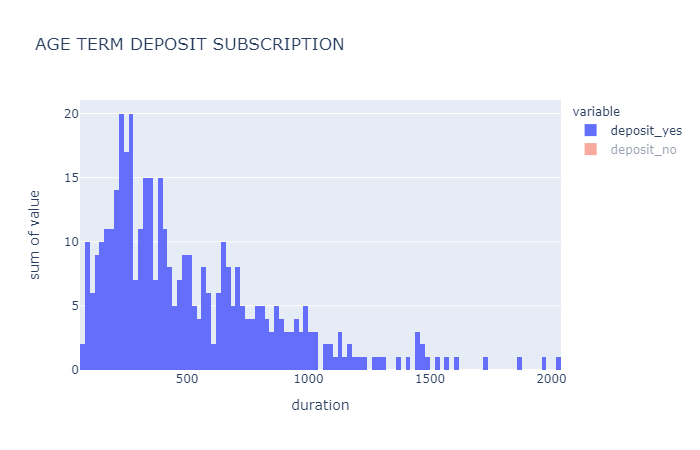 AGE TERM DEPOSIT SUBSCRIPTION
variable
deposit_yes
deposit_no
sum of value
20
15
10
5
0
500
1000
1500
2000
duration